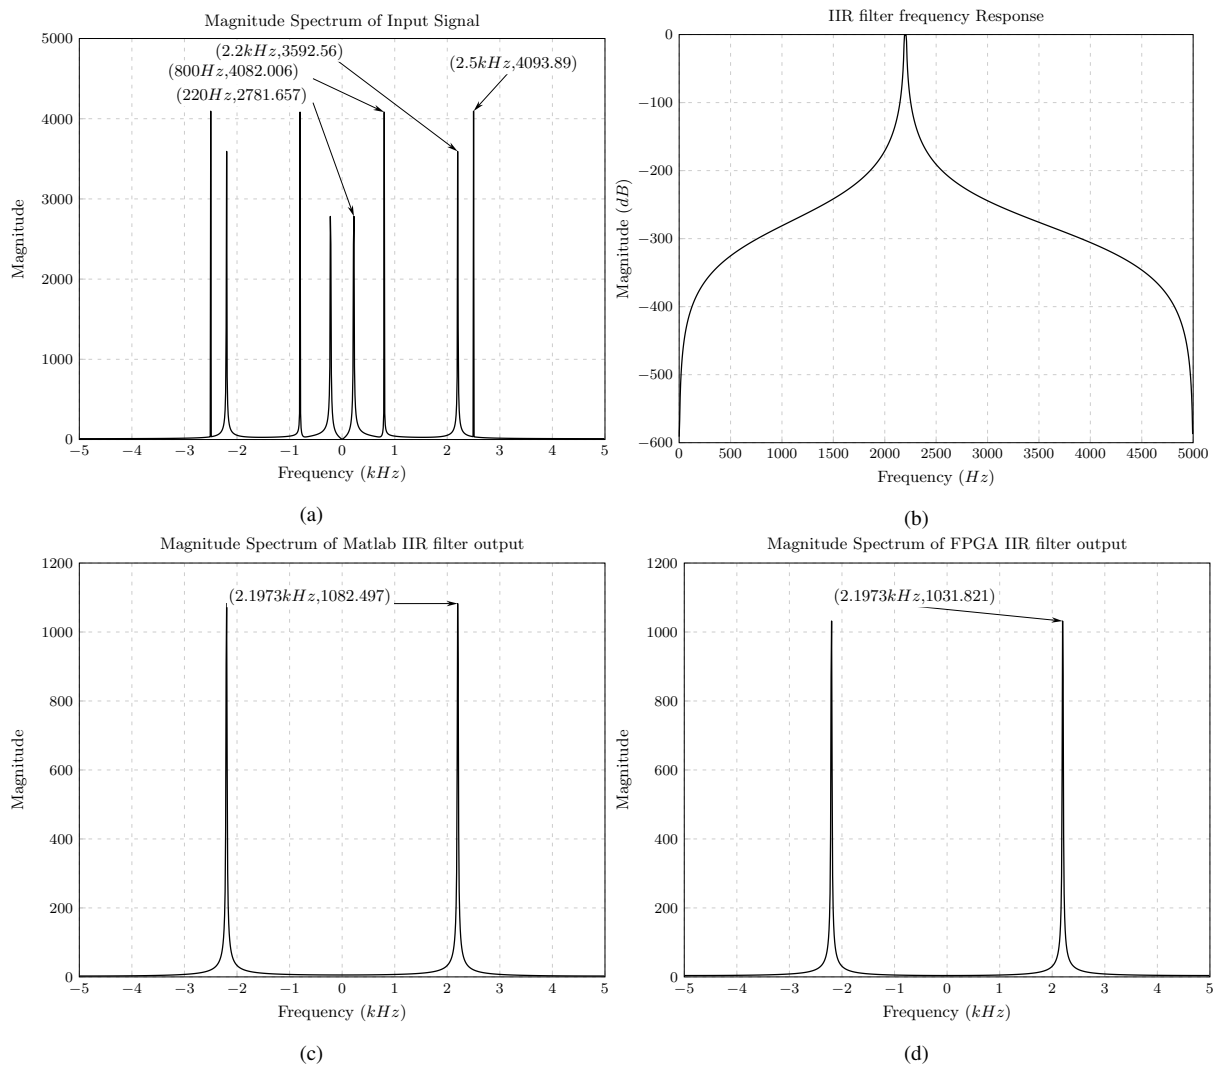 Magnitude Spectrum of Input Signal
5000
4000
3000
2000
1000
0
Magnitude
(2.2kHz,3592.56)
(800Hz,4082.006)
(220Hz,2781.657)
(2.5kHz,4093.89)
−5 −4 −3 −2 −1 0 1 2 3 4 5
Frequency (kHz)
(a)
IIR filter frequency Response
0
−100
−200
−300
−400
−500
−600
Magnitude (dB)
0 500 1000 1500 2000 2500 3000 3500 4000 4500 5000
Frequency (Hz)
(b)
Magnitude Spectrum of Matlab IIR filter output
1200
1000
800
600
400
200
0
Magnitude
(2.1973kHz,1082.497)
−5 −4 −3 −2 −1 0 1 2 3 4 5
Frequency (kHz)
(c)
Magnitude Spectrum of FPGA IIR filter output
1200
1000
800
600
400
200
0
Magnitude
(2.1973kHz,1031.821)
−5 −4 −3 −2 −1 0 1 2 3 4 5
Frequency (kHz)
(d)